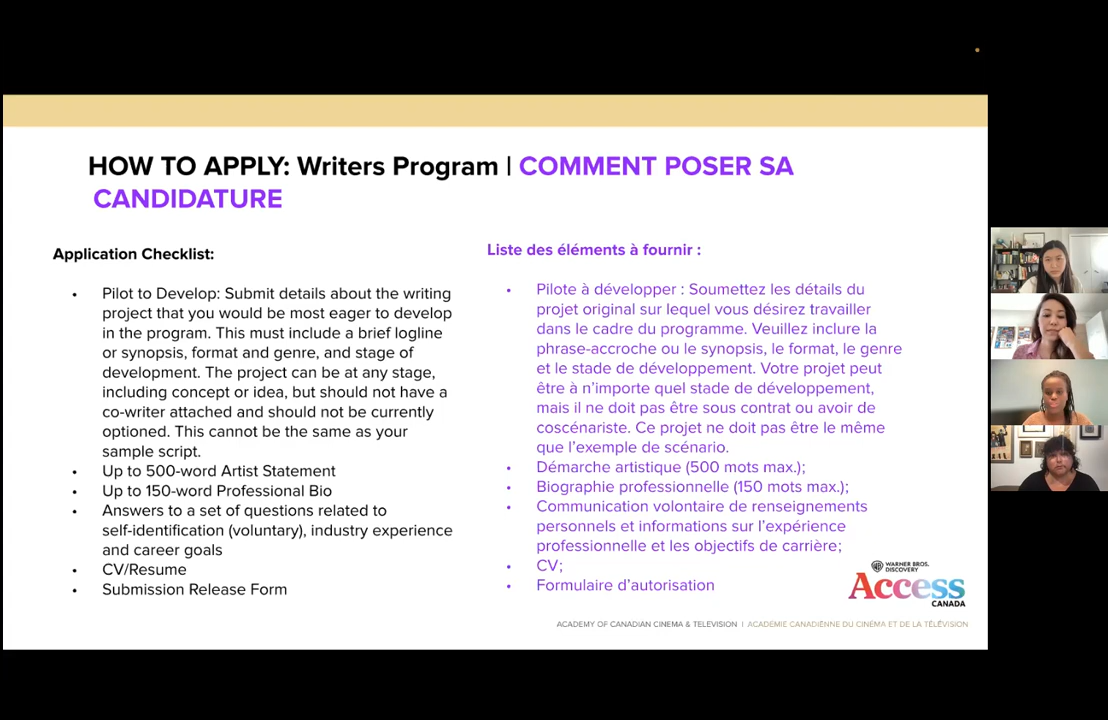 HOW TO APPLY: Writers Program | COMMENT POSER SA
CANDIDATURE
Application Checklist:
• Pilot to Develop: Submit details about the writing
project that you would be most eager to develop
in the program. This must include a brief logline
or synopsis, format and genre, and stage of
development. The project can be at any stage,
including concept or idea, but should not have a
co-writer attached and should not be currently
optioned. This cannot be the same as your
sample script.
• Up to 500-word Artist Statement
• Up to 150-word Professional Bio
• Answers to a set of questions related to
self-identification (voluntary), industry experience
and career goals
• CV/Resume
• Submission Release Form
Liste des éléments à fournir :
• Pilote à développer : Soumettez les détails du
projet original sur lequel vous désirez travailler
dans le cadre du programme. Veuillez inclure la
phrase-accroche ou le synopsis, le format, le genre
et le stade de développement. Votre projet peut
être à n’importe quel stade de développement,
mais il ne doit pas être sous contrat ou avoir de
coscénariste. Ce projet ne doit pas être le même
que l’exemple de scénario.
• Démarche artistique (500 mots max.);
• Biographie professionnelle (150 mots max.);
• Communication volontaire de renseignements
personnels et informations sur l’expérience
professionnelle et les objectifs de carrière;
• CV;
• Formulaire d’autorisation
WARNER BROS.
DISCOVERY
Access
CANADA
ACADEMY OF CANADIAN CINEMA & TELEVISION | ACADÉMIE CANADIENNE DU CINÉMA ET DE LA TÉLÉVISION